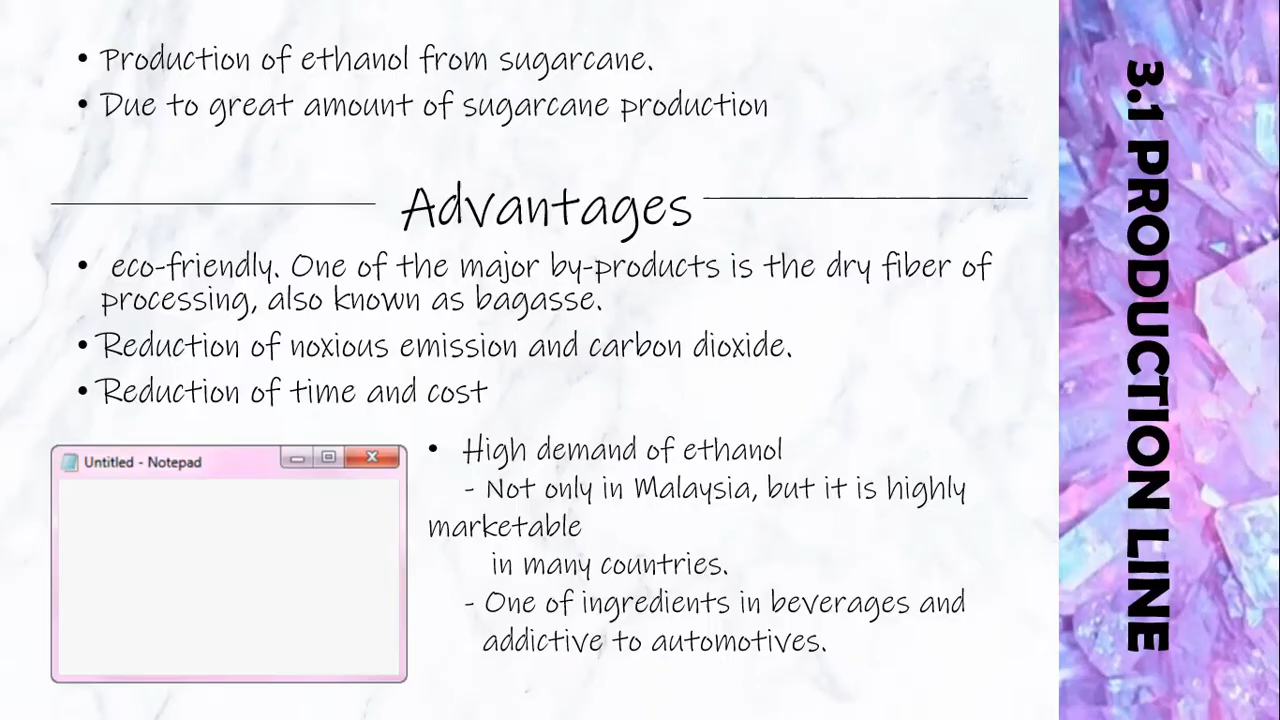 • Production of ethanol from sugarcane.
• Due to great amount of sugarcane production
Advantages
• eco-friendly. One of the major by-products is the dry fiber of
processing, also known as bagasse.
• Reduction of noxious emission and carbon dioxide.
• Reduction of time and cost
Untitled - Notepad
• High demand of ethanol
- Not only in Malaysia, but it is highly
marketable
in many countries.
- One of ingredients in beverages and
addictive to automotives.
3.1 PRODUCTION LINE